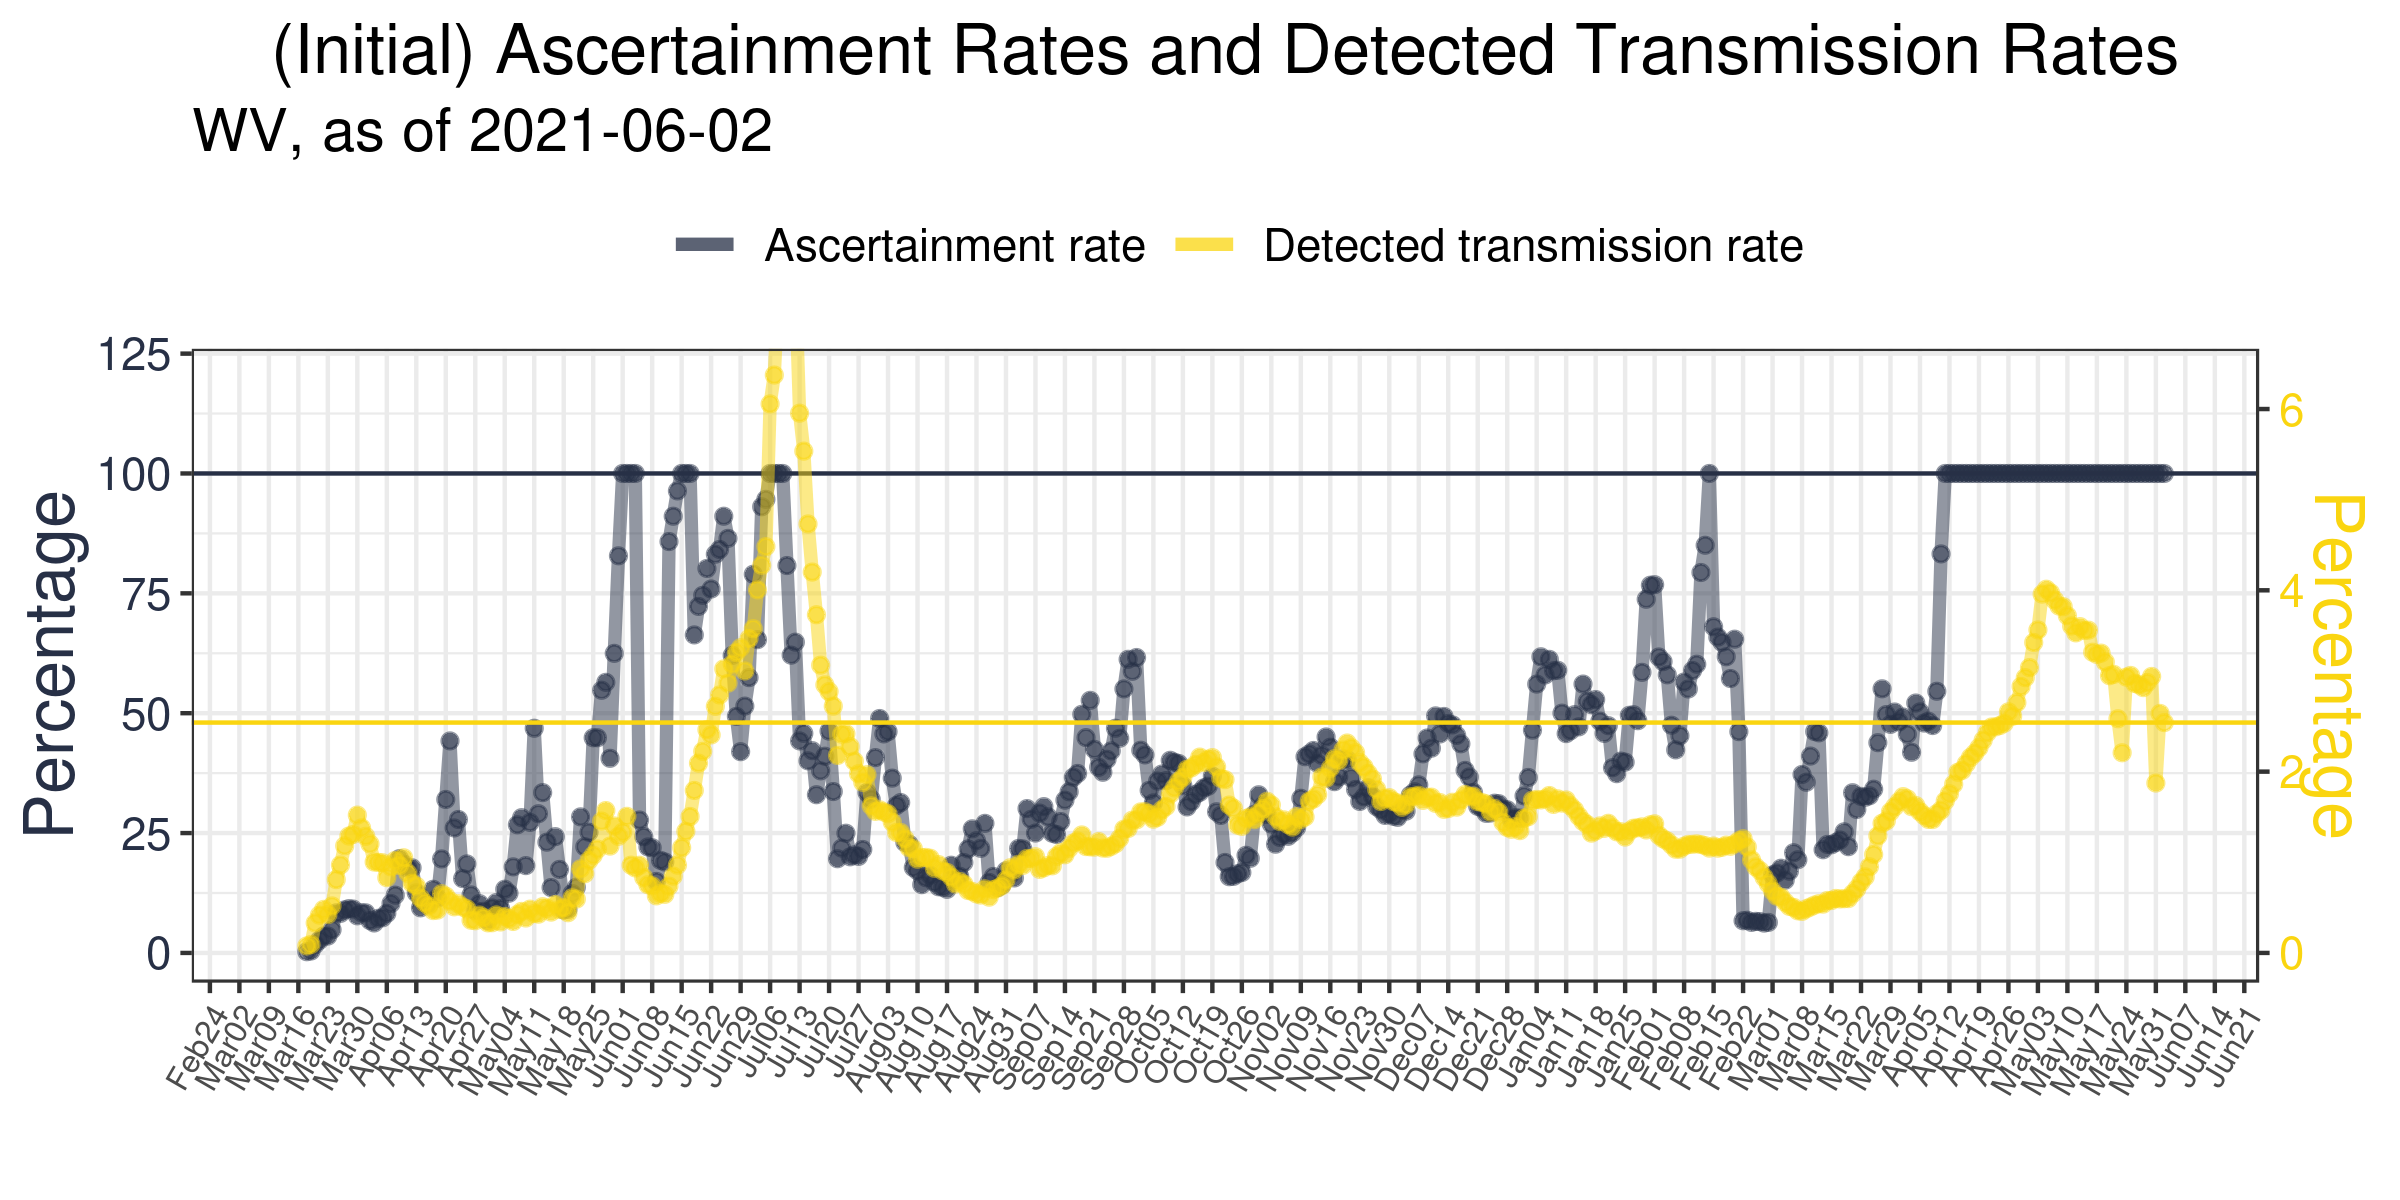 (Initial) Ascertainment Rates and Detected Transmission Rates
WV, as of 2021-06-02
Ascertainment rate
Detected transmission rate
125
100
75
50
25
0
Percentage
6
4
2
0
Percentage
Feb24
Mar02
Mar09
Mar16
Mar23
Mar30
Apr06
Apr13
Apr20
Apr27
May04
May11
May18
May25
Jun01
Jun08
Jun15
Jun22
Jun29
Jul06
Jul13
Jul20
Jul27
Aug03
Aug10
Aug17
Aug24
Aug31
Sep07
Sep14
Sep21
Sep28
Oct05
Oct12
Oct19
Oct26
Nov02
Nov09
Nov16
Nov23
Nov30
Dec07
Dec14
Dec21
Dec28
Jan04
Jan11
Jan18
Jan25
Feb01
Feb08
Feb15
Feb22
Mar01
Mar08
Mar15
Mar22
Mar29
Apr05
Apr12
Apr19
Apr26
May03
May10
May17
May24
May31
Jun07
Jun14
Jun21